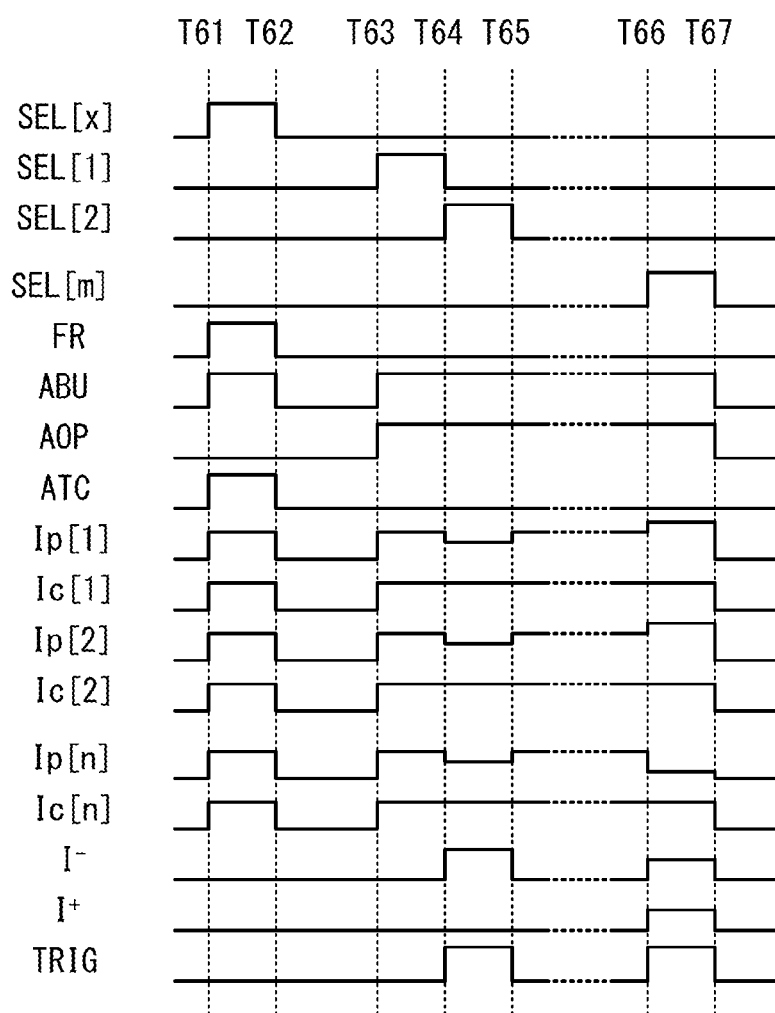 T61 T62 T63 T64 T65 T66 T67
SEL[x]
SEL[1]
SEL[2]
SEL[m]
FR
ABU
AOP
ATC
Ip[1]
Ic[1]
Ip[2]
Ic[2]
Ip[n]
Ic[n]
I⁻
I⁺
TRIG